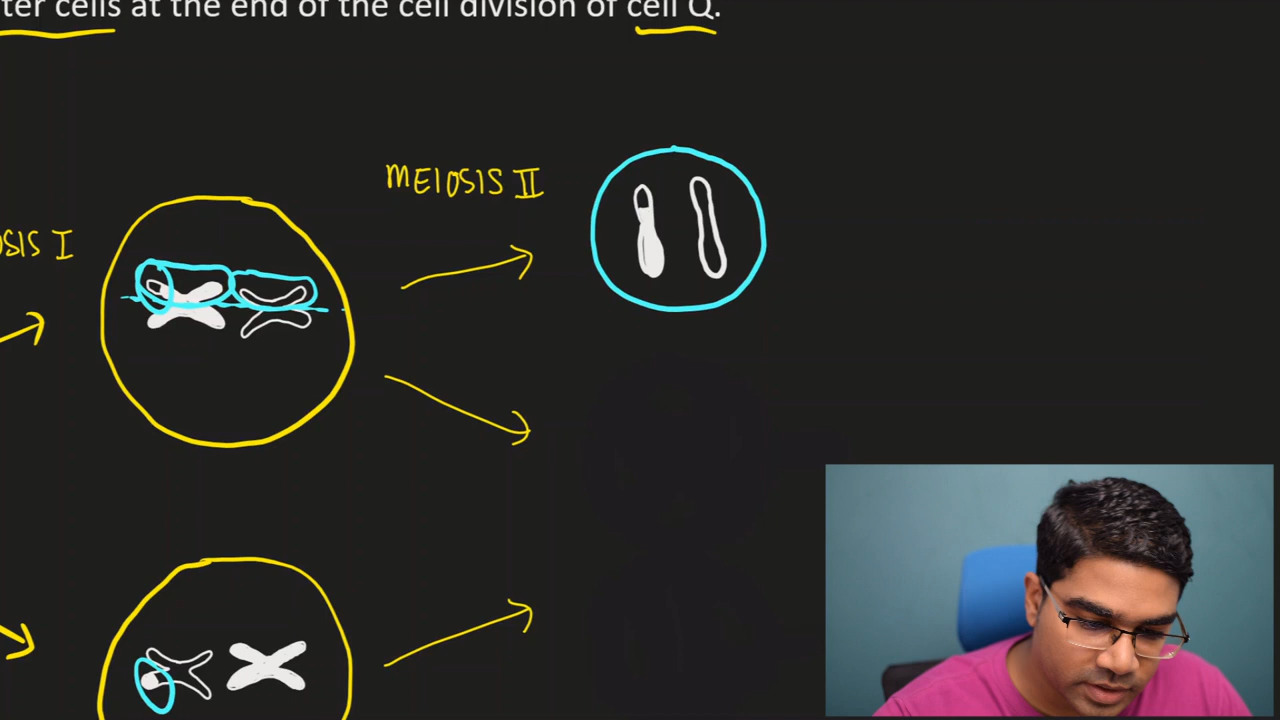 ter cells at the end of the cell division of cell Q.
MEIOSIS II
OSIS I